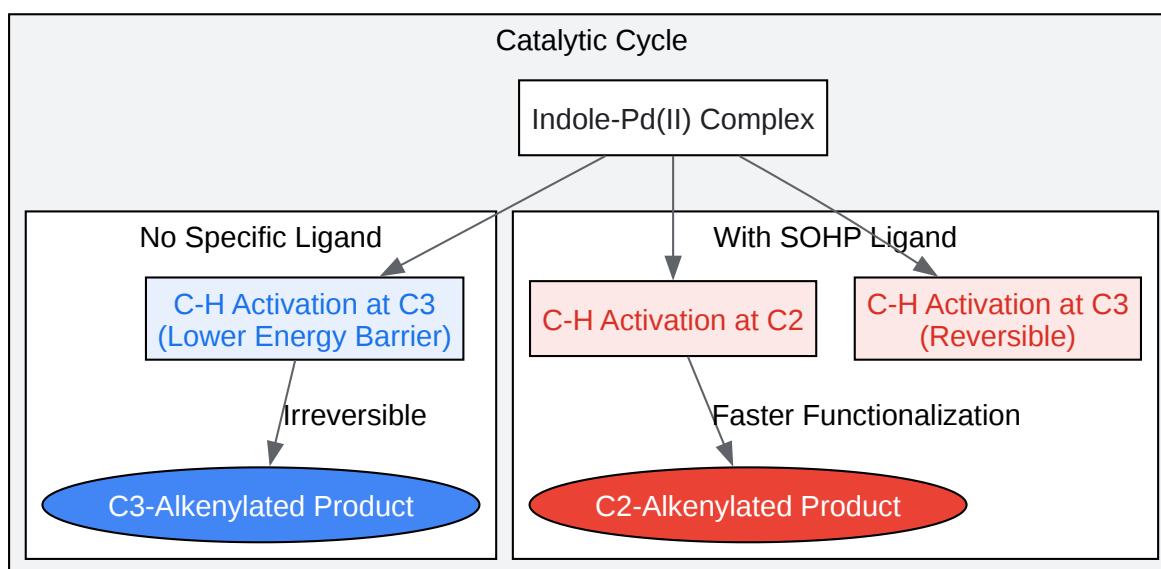 Catalytic Cycle
Indole-Pd(II) Complex
No Specific Ligand
With SOHP Ligand
C-H Activation at C3
(Lower Energy Barrier)
C-H Activation at C2
C-H Activation at C3
(Reversible)
Irreversible
Faster Functionalization
C3-Alkenylated Product
C2-Alkenylated Product